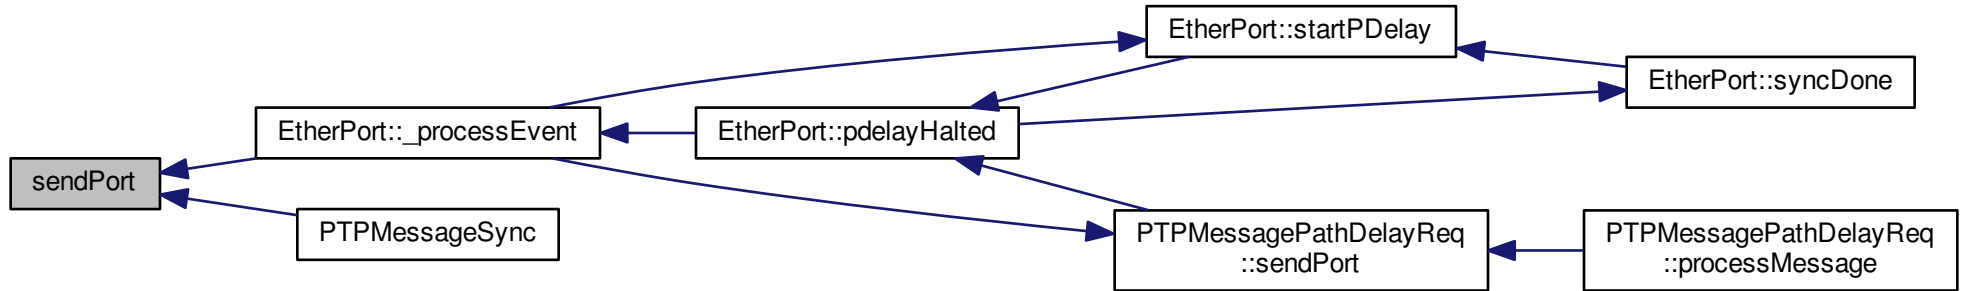 sendPort
EtherPort::_processEvent
PTPMessageSync
EtherPort::pdelayHalted
EtherPort::startPDelay
PTPMessagePathDelayReq
::sendPort
EtherPort::syncDone
PTPMessagePathDelayReq
::processMessage